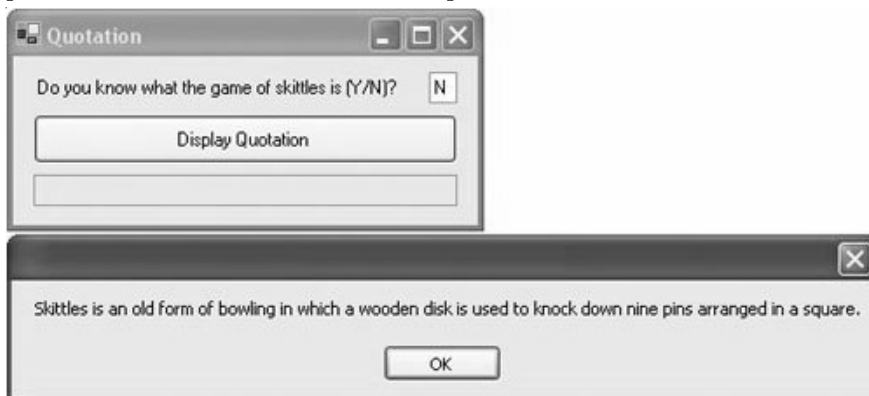 Quotation
Do you know what the game of skittles is (Y/N)? N
Display Quotation
Skittles is an old form of bowling in which a wooden disk is used to knock down nine pins arranged in a square.
OK